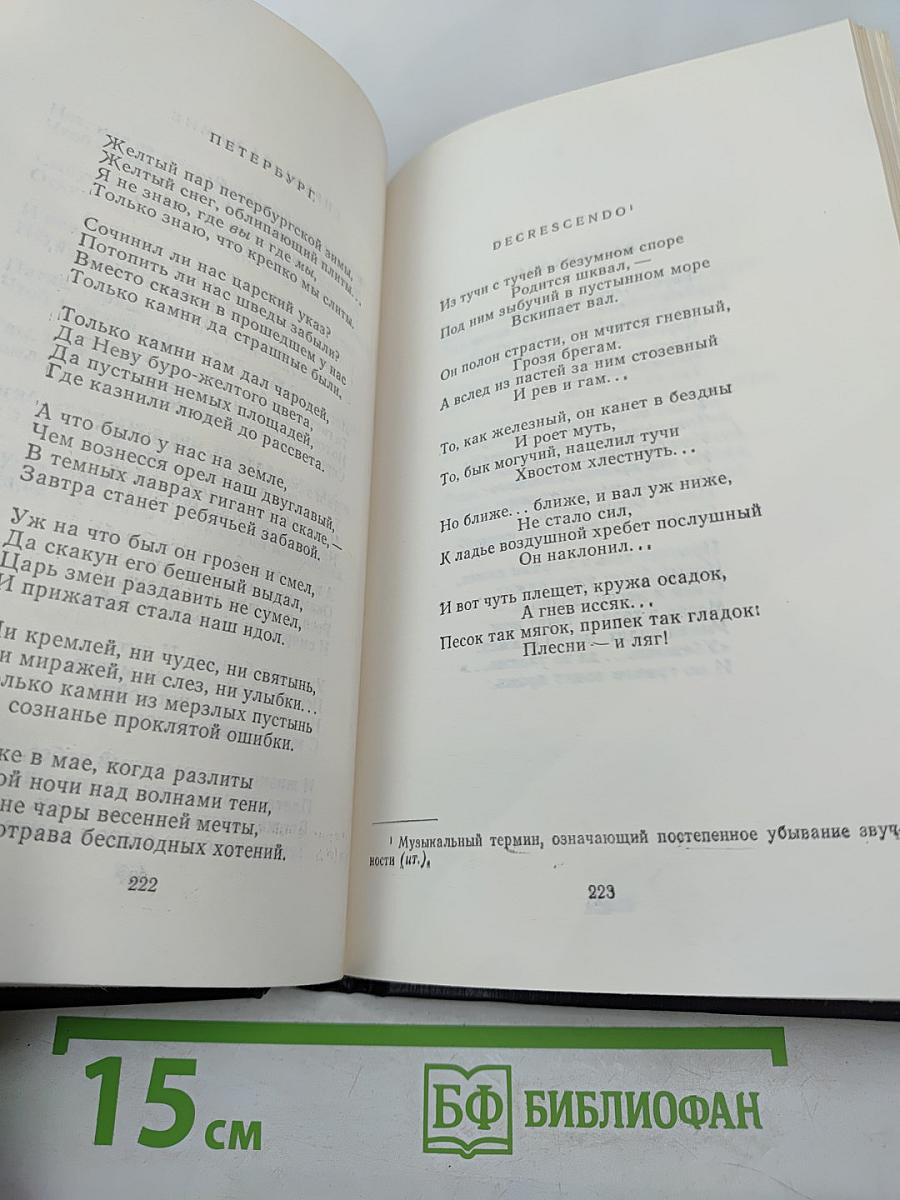 ПЕТЕРБУРГ
Желтый пар петербургской зимы,
Желтый снег, облипающий плиты...
Я не знаю, где вы и где мы,
Только знаю, что крепко мы слиты.
Сочинил ли нас царский указ?
Потопить ли нас шведы забыли?
Вместо сказки в прошедшем у нас
Только камни да страшные были.
Только камни нам дал чародей,
Да Неву буро-желтого цвета,
Да пустыни немых площадей,
Где казнили людей до рассвета.
А что было у нас на земле,
Чем вознесся орел наш двуглавый,
В темных лаврах гигант на скале,—
Завтра станет ребячьей забавой.
Уж на что был он грозен и смел,
Да скакун его бешеный выдал,
Царь змеи раздавить не сумел,
И прижатая стала наш идол.
Ни кремлей, ни чудес, ни святынь,
и миражей, ни слез, ни улыбки...
олько камни из мерзлых пустынь
сознанье проклятой ошибки.
же в мае, когда разлиты
ой ночи над волнами тени,
не чары весенней мечты,
отрава бесплодных хотений.
222
DECRESCENDO¹
Из тучи с тучей в безумном споре
Родится шквал,—
Под ним зыбучий в пустынном море
Вскипает вал.
Он полон страсти, он мчится гневный,
Грозя брегам.
А вслед из пастей за ним стозевный
И рев и гам...
То, как железный, он канет в бездны
И роет муть,
То, бык могучий, нацелил тучи
Хвостом хлестнуть...
Но ближе... ближе, и вал уж ниже,
Не стало сил,
К ладье воздушной хребет послушный
Он наклонил...
И вот чуть плещет, кружа осадок,
А гнев иссяк...
Песок так мягок, припек так гладок:
Плесни — и ляг!
¹ Музыкальный термин, означающий постепенное убывание звуч-
ности (ит.).
223
15 см
БФ БИБЛИОФАН